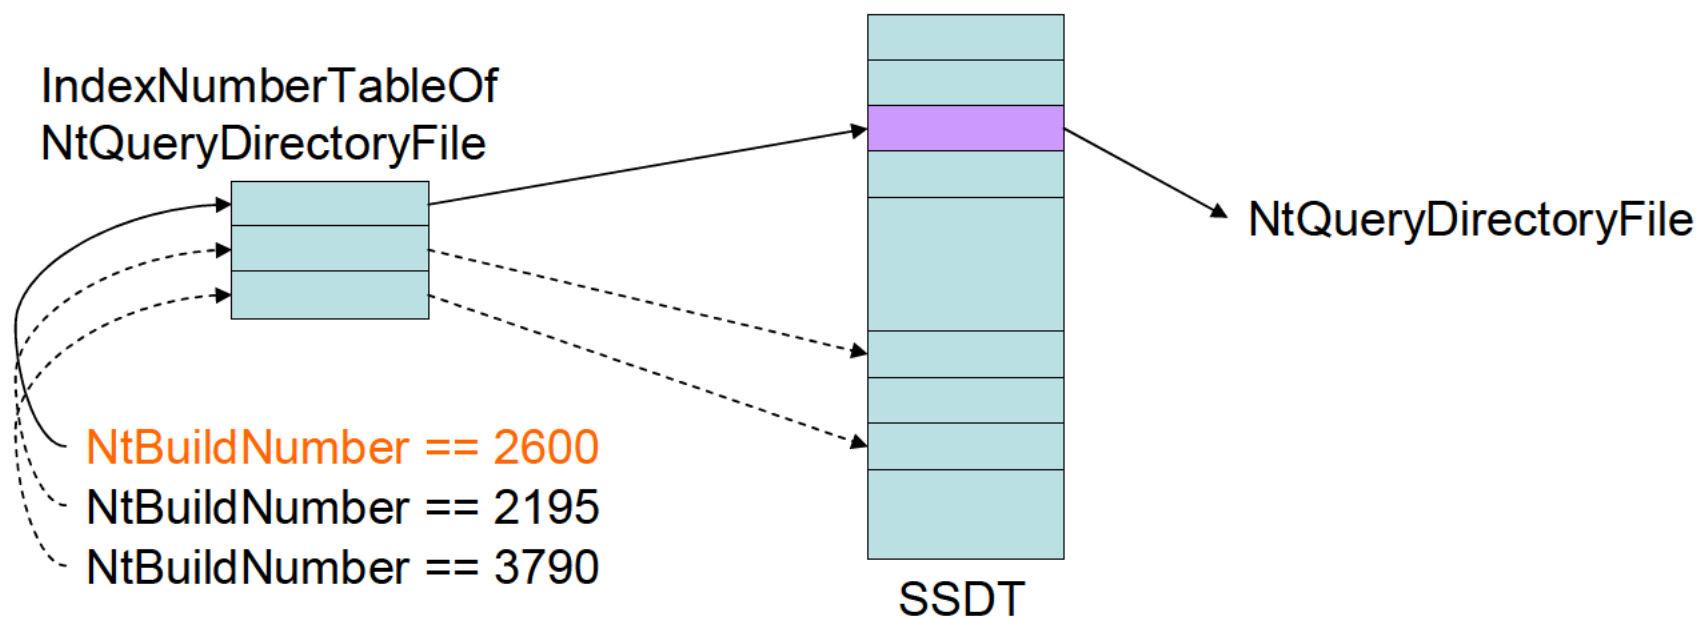 IndexNumberTableOf
NtQueryDirectoryFile
NtQueryDirectoryFile
NtBuildNumber == 2600
NtBuildNumber == 2195
NtBuildNumber == 3790
SSDT